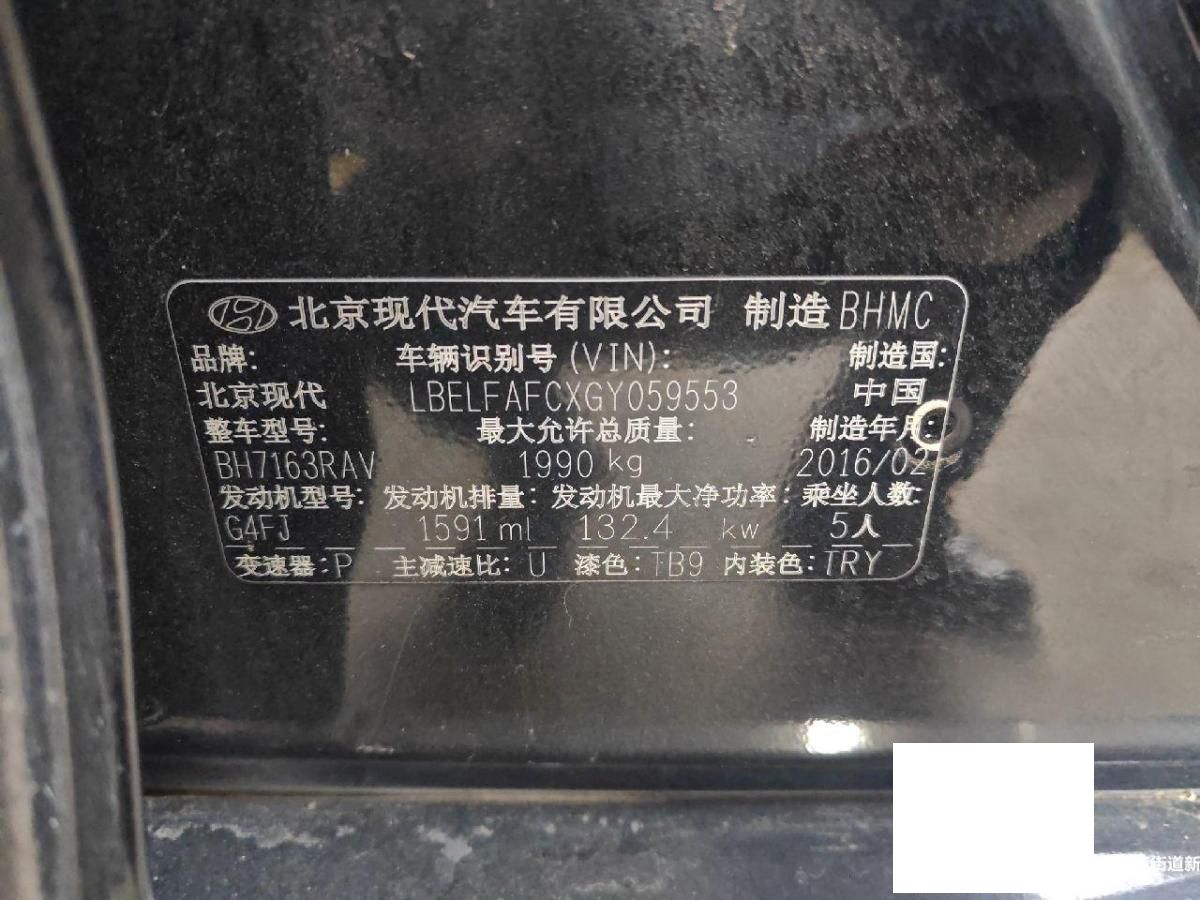 北京现代汽车有限公司 制造 BHMC
品牌: 车辆识别号(VIN): 制造国:
北京现代 LBELFAFCXGY059553 中国
整车型号: 最大允许总质量: 制造年月:
BH7163RAV 1990 kg 2016/02
发动机型号: 发动机排量: 发动机最大净功率: 乘坐人数:
G4FJ 1591 ml 132.4 kw 5人
变速器: P 主减速比: U 漆色: TB9 内装色: TRY
街道新